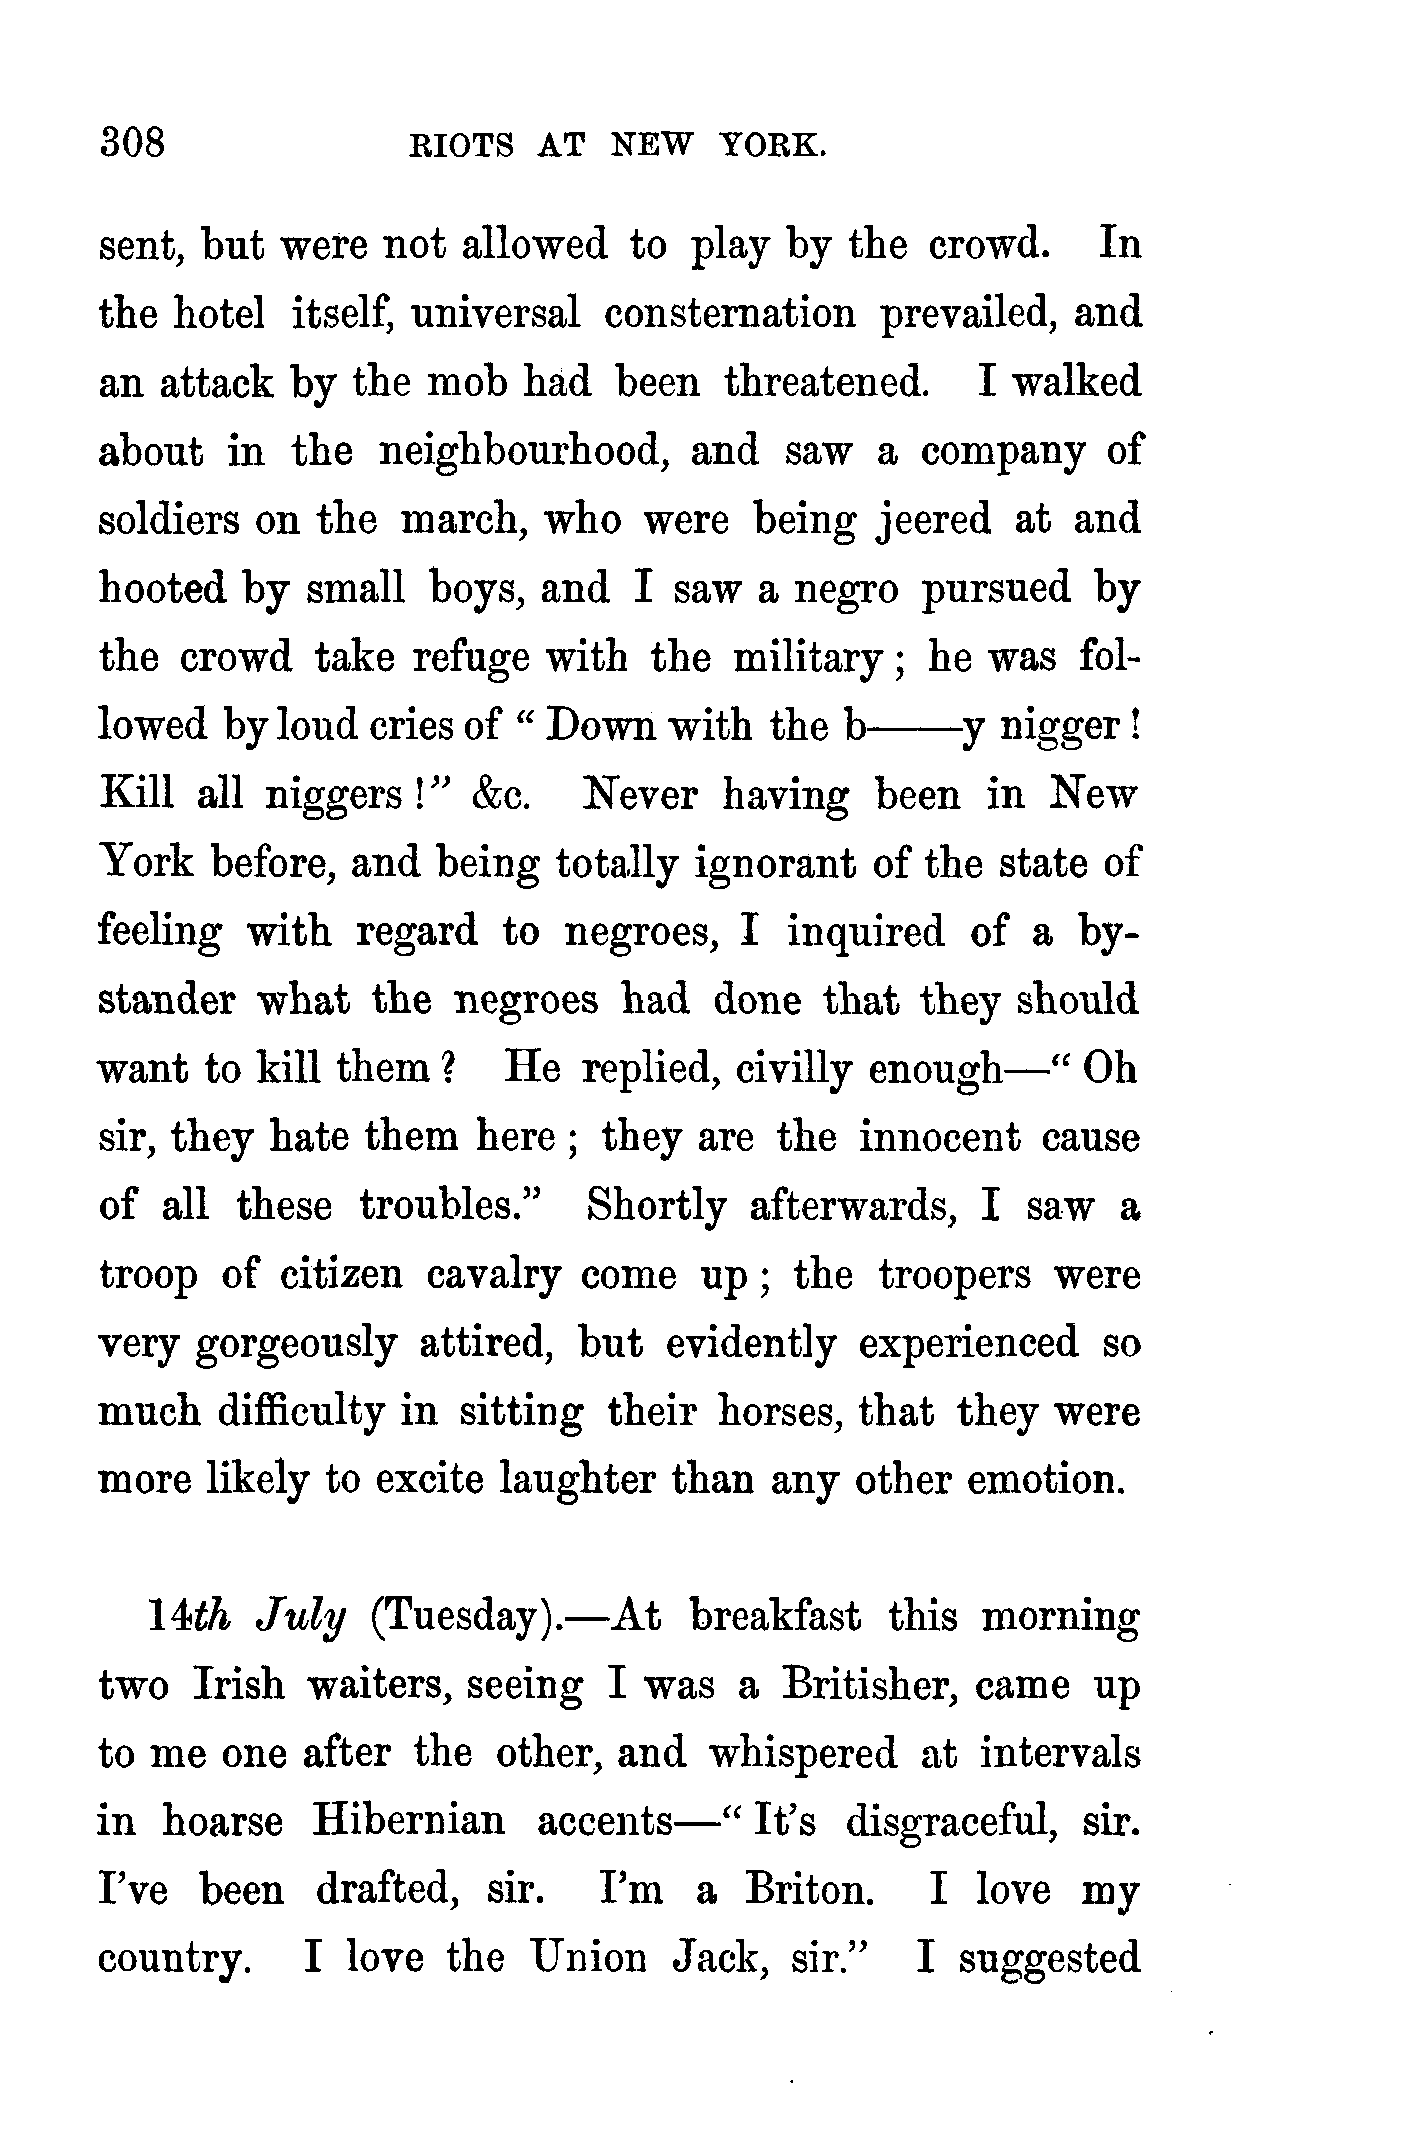 308 RIOTS AT NEW YORK.
sent, but were not allowed to play by the crowd. In
the hotel itself, universal consternation prevailed, and
an attack by the mob had been threatened. I walked
about in the neighbourhood, and saw a company of
soldiers on the march, who were being jeered at and
hooted by small boys, and I saw a negro pursued by
the crowd take refuge with the military ; he was fol-
lowed by loud cries of “ Down with the b——y nigger !
Kill all niggers !” &c. Never having been in New
York before, and being totally ignorant of the state of
feeling with regard to negroes, I inquired of a by-
stander what the negroes had done that they should
want to kill them ? He replied, civilly enough—“ Oh
sir, they hate them here ; they are the innocent cause
of all these troubles.” Shortly afterwards, I saw a
troop of citizen cavalry come up ; the troopers were
very gorgeously attired, but evidently experienced so
much difficulty in sitting their horses, that they were
more likely to excite laughter than any other emotion.
14th July (Tuesday).—At breakfast this morning
two Irish waiters, seeing I was a Britisher, came up
to me one after the other, and whispered at intervals
in hoarse Hibernian accents—“ It’s disgraceful, sir.
I’ve been drafted, sir. I’m a Briton. I love my
country. I love the Union Jack, sir.” I suggested